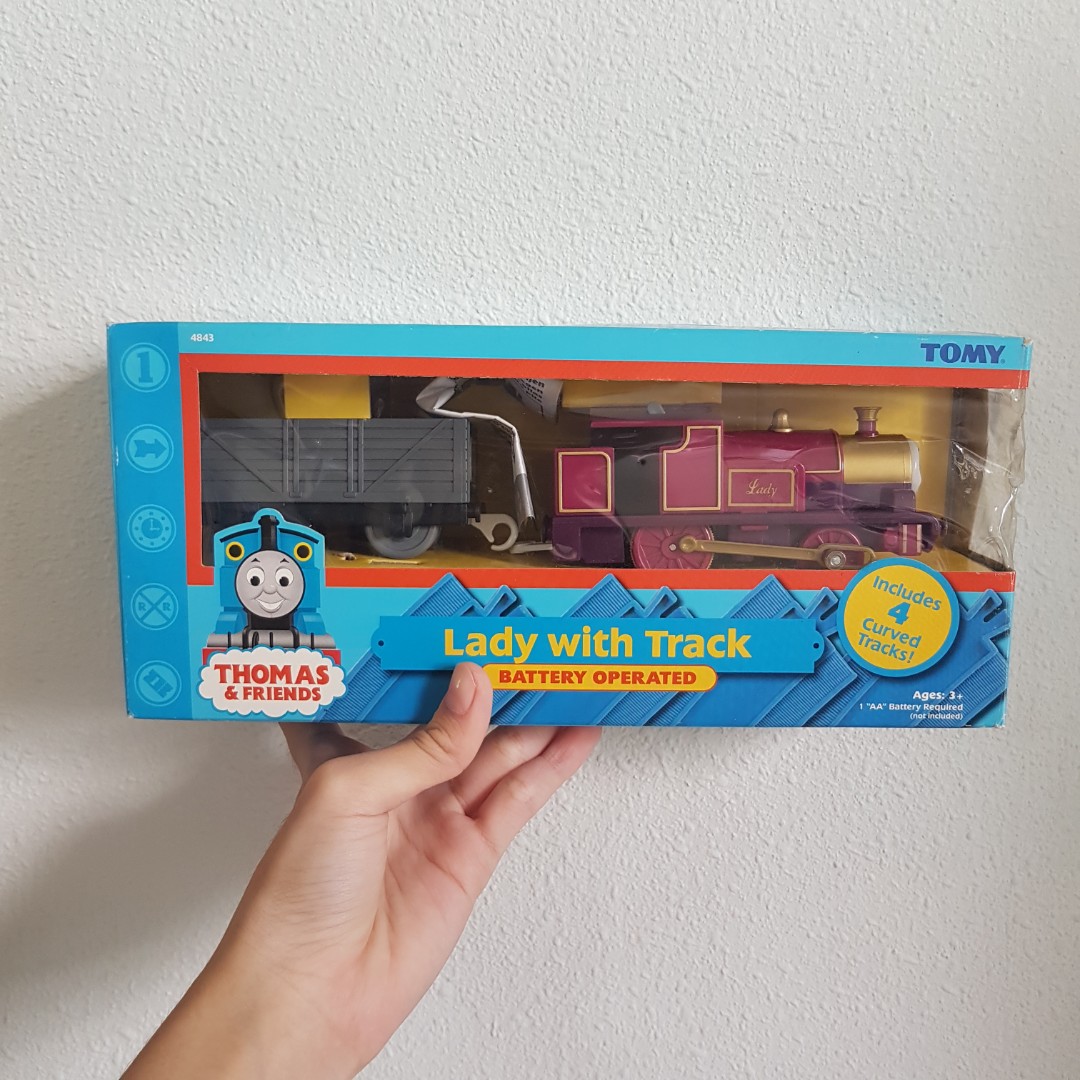 4843
TOMY
1
Lady
R R
THOMAS
& FRIENDS
Lady with Track
BATTERY OPERATED
Includes
4
Curved
Tracks!
Ages: 3+
1 "AA" Battery Required
(not included)